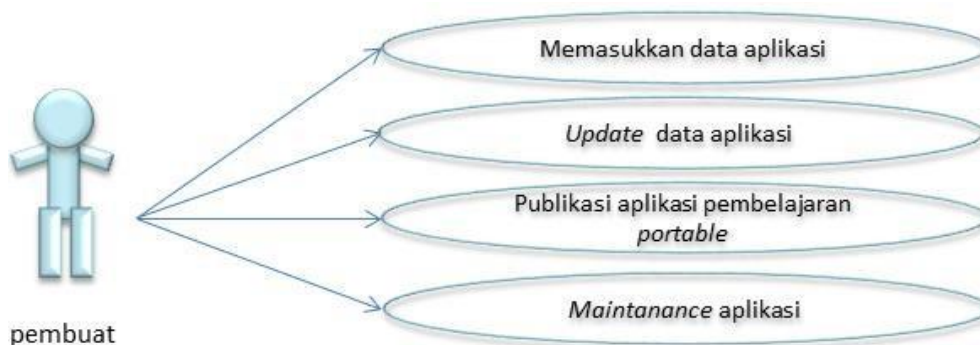 Memasukkan data aplikasi
Update data aplikasi
Publikasi aplikasi pembelajaran
portable
Maintanance aplikasi
pembuat